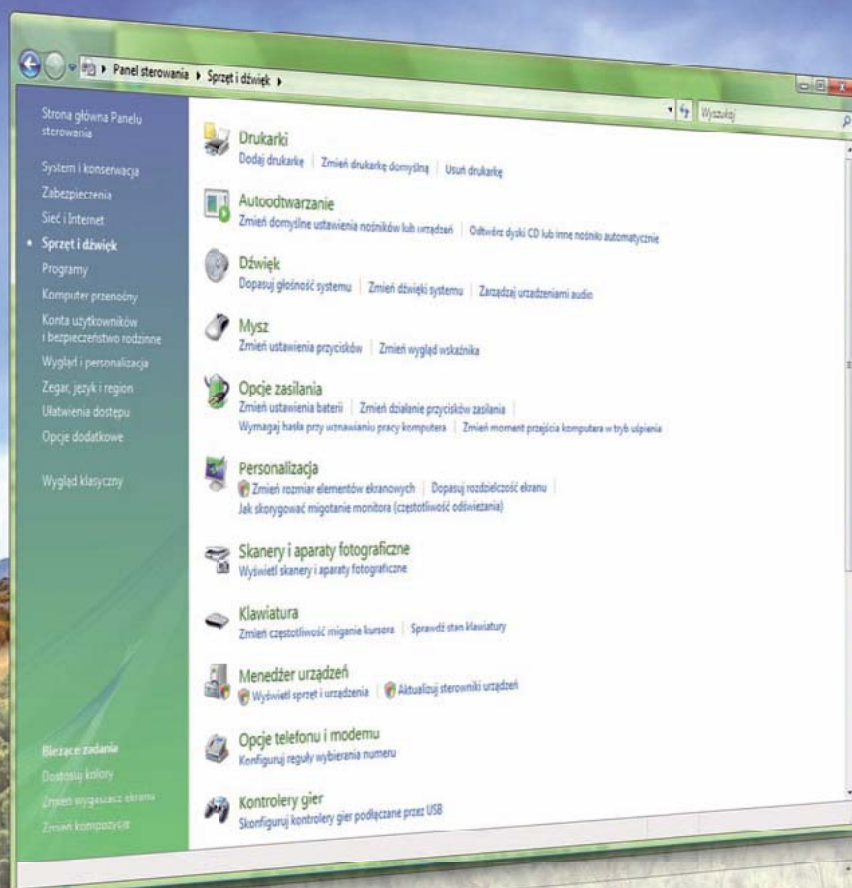 Panel sterowania ▸ Sprzęt i dźwięk ▸
Wyszukaj
Strona główna Panelu
sterowania
System i konserwacja
Zabezpieczenia
Sieć i Internet
Sprzęt i dźwięk
Programy
Komputer przenośny
Konta użytkowników
i bezpieczeństwo rodzinne
Wygląd i personalizacja
Zegar, język i region
Ułatwienia dostępu
Opcje dodatkowe
Wygląd klasyczny
Bieżące zadania
Dostosuj kolory
Zmień wygaszacz ekranu
Zmień kompozycję
Drukarki
Dodaj drukarkę | Zmień drukarkę domyślną | Usuń drukarkę
Autoodtwarzanie
Zmień domyślne ustawienia nośników lub urządzeń | Odtwórz dyski CD lub inne nośniki automatycznie
Dźwięk
Dopasuj głośność systemu | Zmień dźwięki systemu | Zarządzaj urządzeniami audio
Mysz
Zmień ustawienia przycisków | Zmień wygląd wskaźnika
Opcje zasilania
Zmień ustawienia baterii | Zmień działanie przycisków zasilania
Wymagaj hasła przy wznawianiu pracy komputera | Zmień moment przejścia komputera w tryb uśpienia
Personalizacja
Zmień rozmiar elementów ekranowych | Dopasuj rozdzielczość ekranu
Jak skorygować migotanie monitora (częstotliwość odświeżania)
Skanery i aparaty fotograficzne
Wyświetl skanery i aparaty fotograficzne
Klawiatura
Zmień częstotliwość migania kursora | Sprawdź stan klawiatury
Menedżer urządzeń
Wyświetl sprzęt i urządzenia | Aktualizuj sterowniki urządzeń
Opcje telefonu i modemu
Konfiguruj reguły wybierania numeru
Kontrolery gier
Skonfiguruj kontrolery gier podłączane przez USB